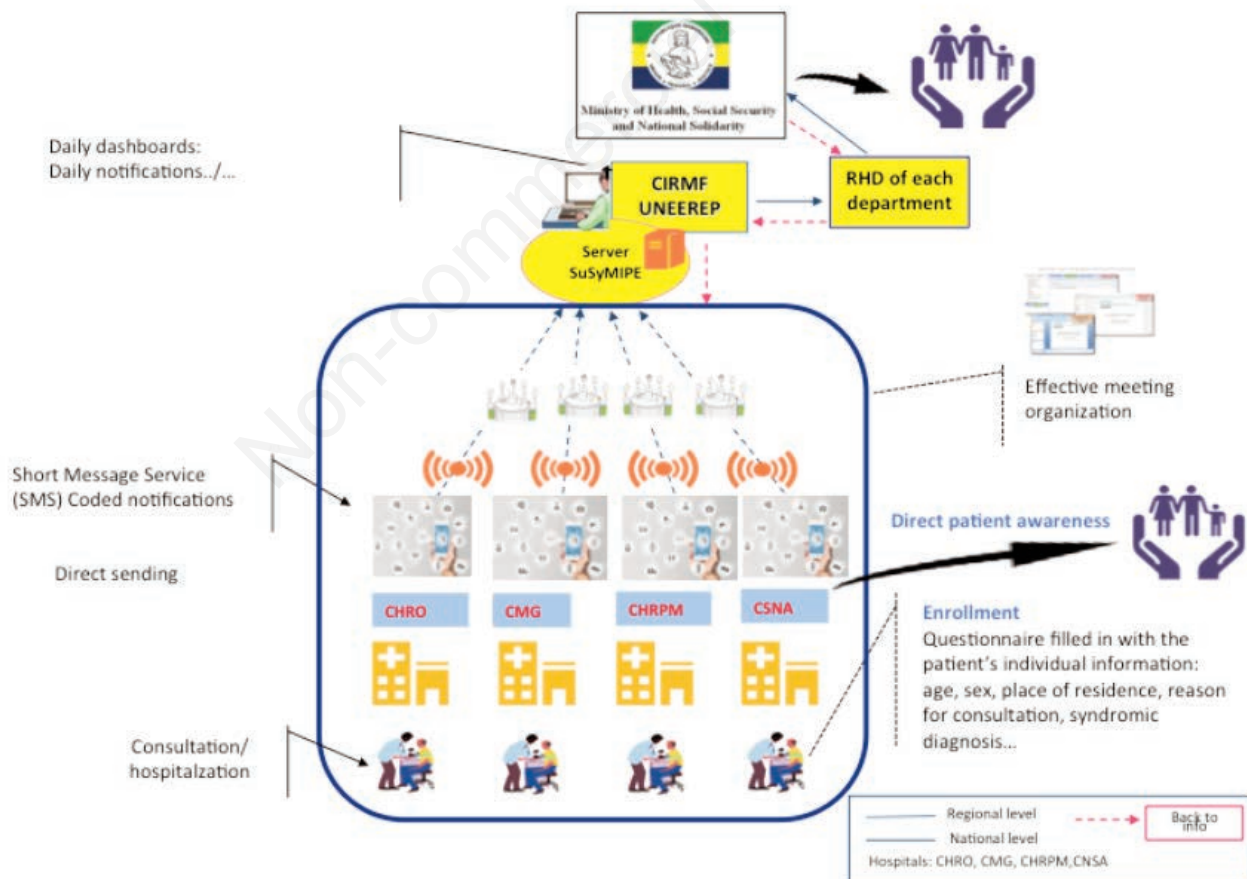 Ministry of Health, Social Security
and National Solidarity
Daily dashboards:
Daily notifications../...
CIRMF
UNEEREP
RHD of each
department
Server
SuSyMIPE
Effective meeting
organization
Short Message Service
(SMS) Coded notifications
Direct sending
Direct patient awareness
CHRO
CMG
CHRPM
CSNA
Enrollment
Questionnaire filled in with the
patient's individual information:
age, sex, place of residence, reason
for consultation, syndromic
diagnosis...
Consultation/
hospitalzation
Regional level
National level
Back to
info
Hospitals: CHRO, CMG, CHRPM,CNSA
Non-commerc